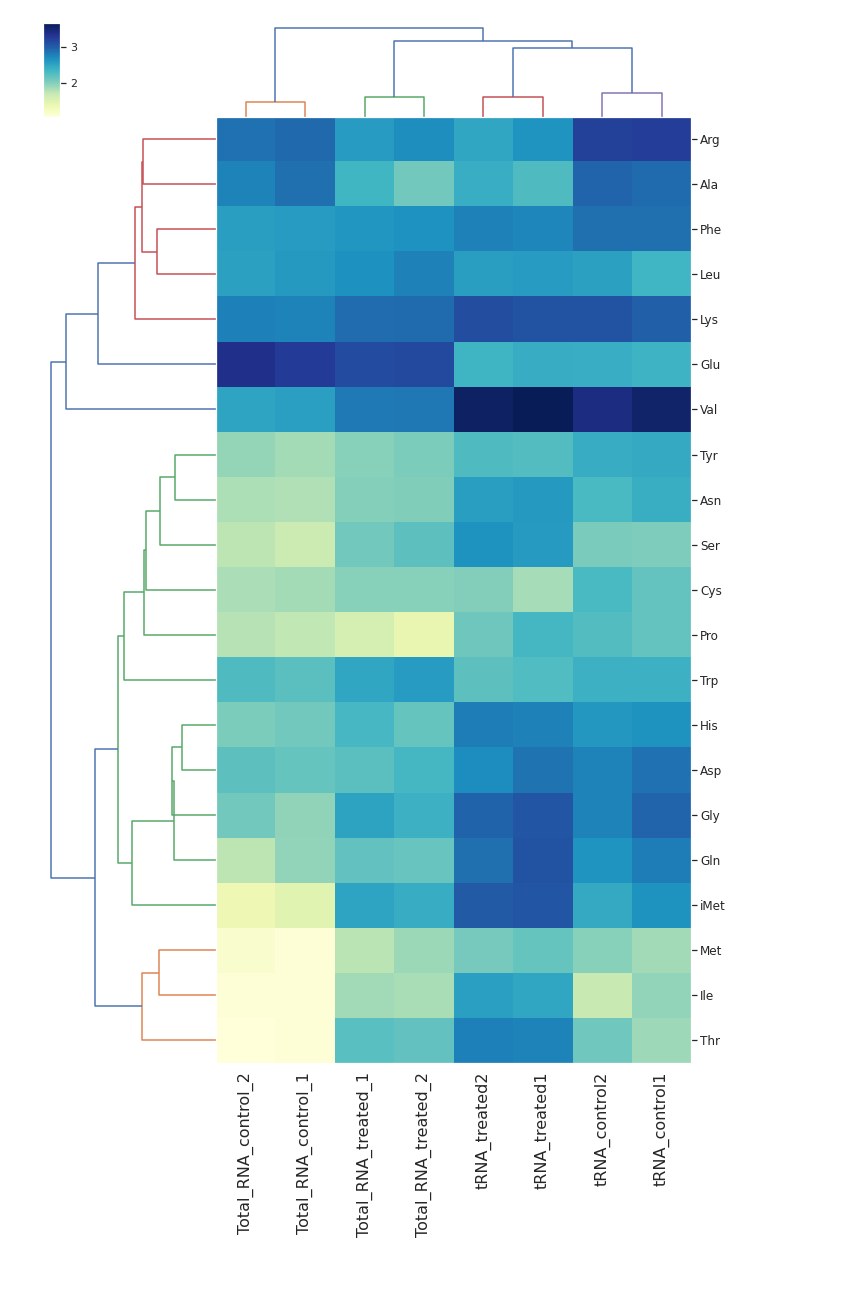 3
2
Arg
Ala
Phe
Leu
Lys
Glu
Val
Tyr
Asn
Ser
Cys
Pro
Trp
His
Asp
Gly
Gln
iMet
Met
Ile
Thr
Total_RNA_control_2
Total_RNA_control_1
Total_RNA_treated_1
Total_RNA_treated_2
tRNA_treated2
tRNA_treated1
tRNA_control2
tRNA_control1